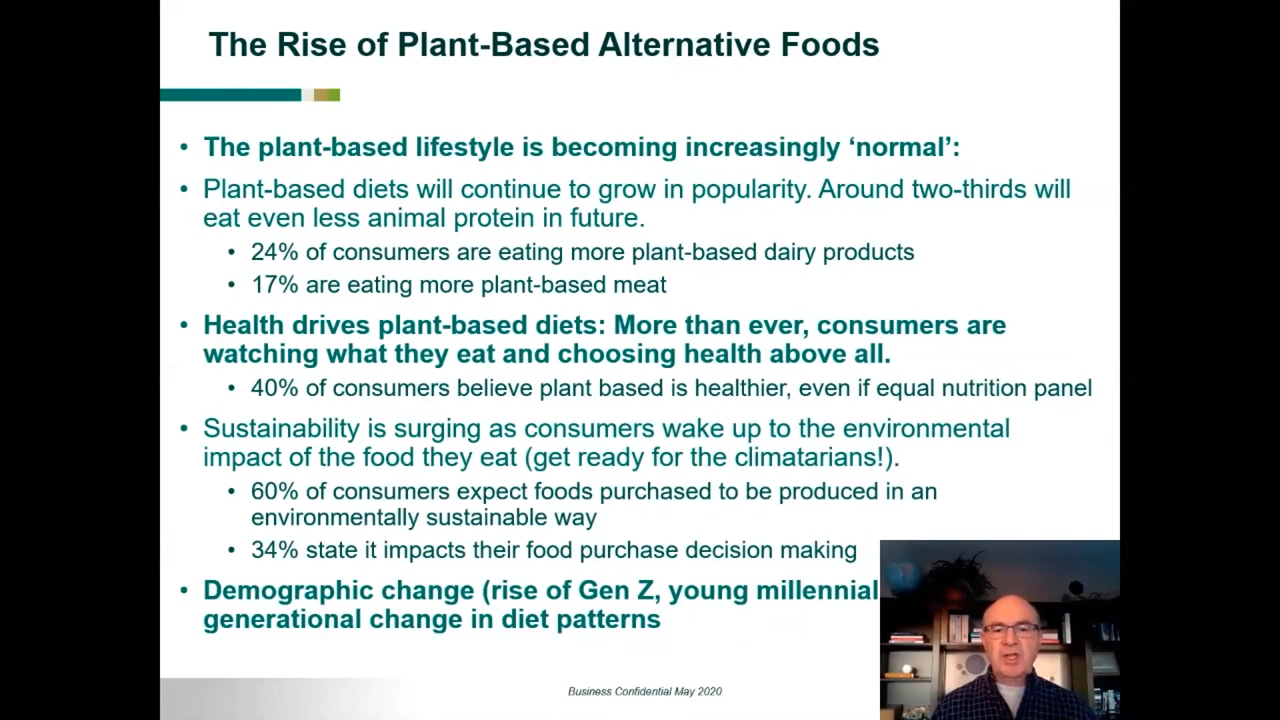 The Rise of Plant-Based Alternative Foods
• The plant-based lifestyle is becoming increasingly ‘normal’:
• Plant-based diets will continue to grow in popularity. Around two-thirds will
eat even less animal protein in future.
• 24% of consumers are eating more plant-based dairy products
• 17% are eating more plant-based meat
• Health drives plant-based diets: More than ever, consumers are
watching what they eat and choosing health above all.
• 40% of consumers believe plant based is healthier, even if equal nutrition panel
• Sustainability is surging as consumers wake up to the environmental
impact of the food they eat (get ready for the climatarians!).
• 60% of consumers expect foods purchased to be produced in an
environmentally sustainable way
• 34% state it impacts their food purchase decision making
• Demographic change (rise of Gen Z, young millennial
generational change in diet patterns
Business Confidential May 2020